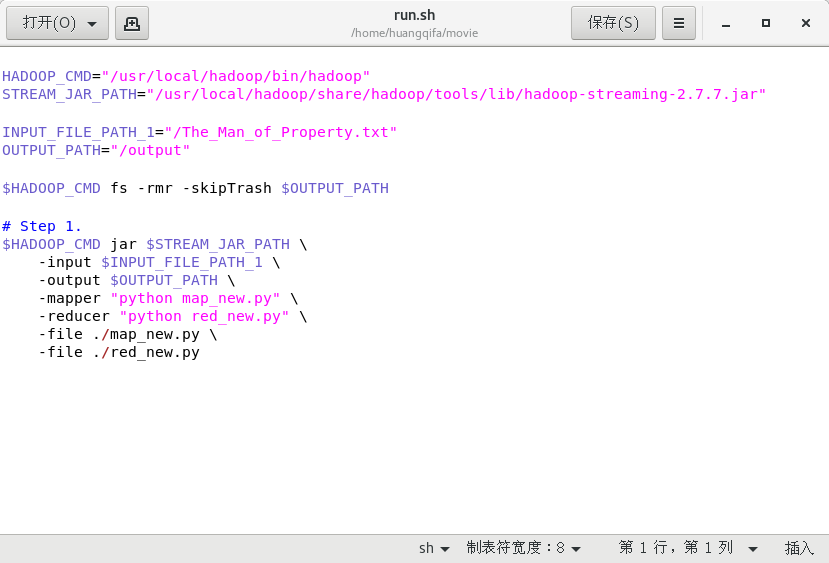 打开(O)
run.sh
/home/huangqifa/movie
保存(S)
HADOOP_CMD="/usr/local/hadoop/bin/hadoop"
STREAM_JAR_PATH="/usr/local/hadoop/share/hadoop/tools/lib/hadoop-streaming-2.7.7.jar"
INPUT_FILE_PATH_1="/The_Man_of_Property.txt"
OUTPUT_PATH="/output"
$HADOOP_CMD fs -rmr -skipTrash $OUTPUT_PATH
# Step 1.
$HADOOP_CMD jar $STREAM_JAR_PATH \
    -input $INPUT_FILE_PATH_1 \
    -output $OUTPUT_PATH \
    -mapper "python map_new.py" \
    -reducer "python red_new.py" \
    -file ./map_new.py \
    -file ./red_new.py
sh 制表符宽度：8 第 1 行，第 1 列 插入